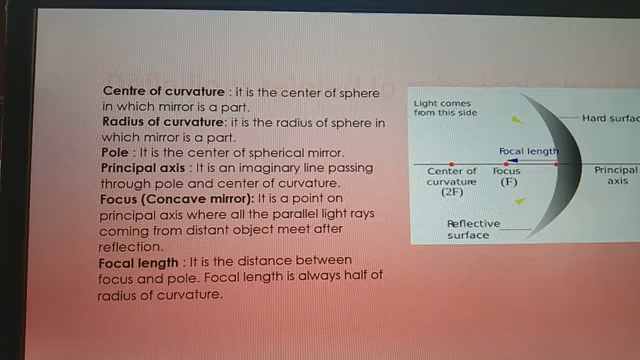 Centre of curvature : it is the center of sphere
in which mirror is a part.
Radius of curvature: it is the radius of sphere in
which mirror is a part.
Pole : It is the center of spherical mirror.
Principal axis : It is an imaginary line passing
through pole and center of curvature.
Focus (Concave mirror): It is a point on
principal axis where all the parallel light rays
coming from distant object meet after
reflection.
Focal length : It is the distance between
focus and pole. Focal length is always half of
radius of curvature.
Light comes
from this side
Hard surfac
Focal length
Center of
curvature
(2F)
Focus
(F)
Principal
axis
Reflective
surface